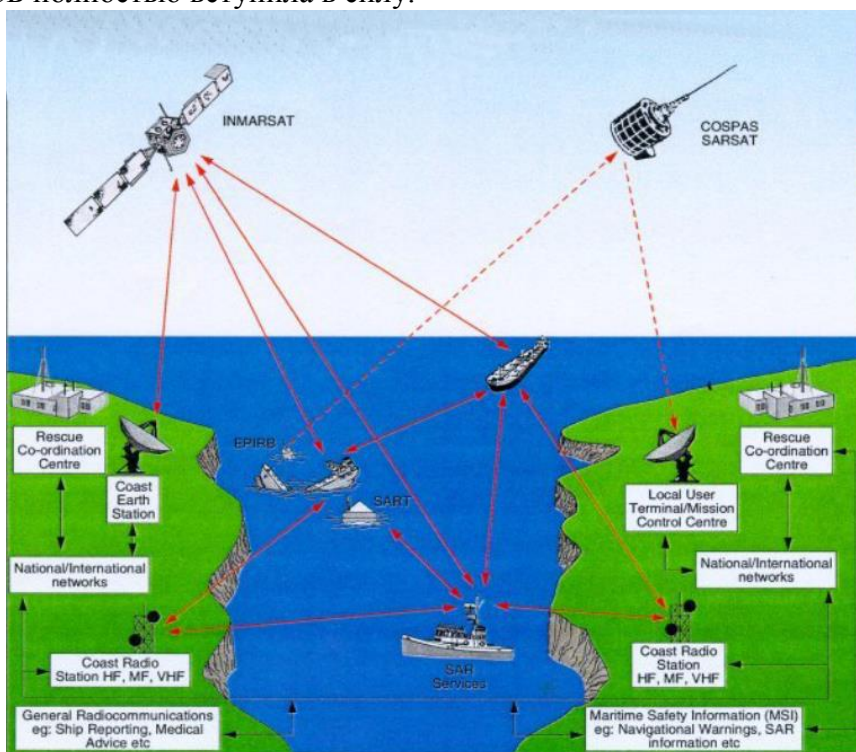 полностью вступила в силу.
INMARSAT
COSPAS
SARSAT
Rescue
Co-ordination
Centre
Coast
Earth
Station
National/International
networks
Coast Radio
Station HF, MF, VHF
General Radiocommunications
eg: Ship Reporting, Medical
Advice etc
EPIRB
SART
SAR
Services
Rescue
Co-ordination
Centre
Local User
Terminal/Mission
Control Centre
National/International
networks
Coast Radio
Station
HF, MF, VHF
Maritime Safety Information (MSI)
eg: Navigational Warnings, SAR
information etc